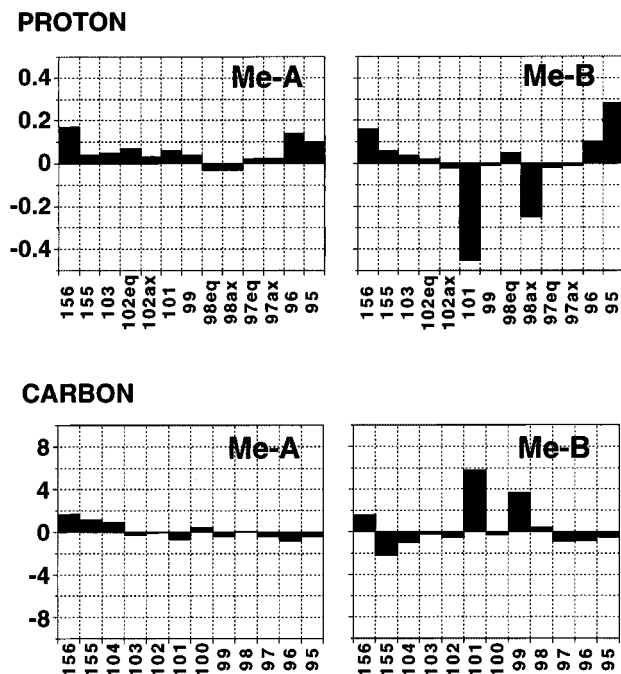 PROTON
Me-A
Me-B
0.4
0.2
0
-0.2
-0.4
156 155 103 102eq 102ax 101 99 98eq 98ax 97eq 97ax 96 95
156 155 103 102eq 102ax 101 99 98eq 98ax 97eq 97ax 96 95
CARBON
Me-A
Me-B
8
4
0
-4
-8
156 155 104 103 102 101 100 99 98 97 96 95
156 155 104 103 102 101 100 99 98 97 96 95